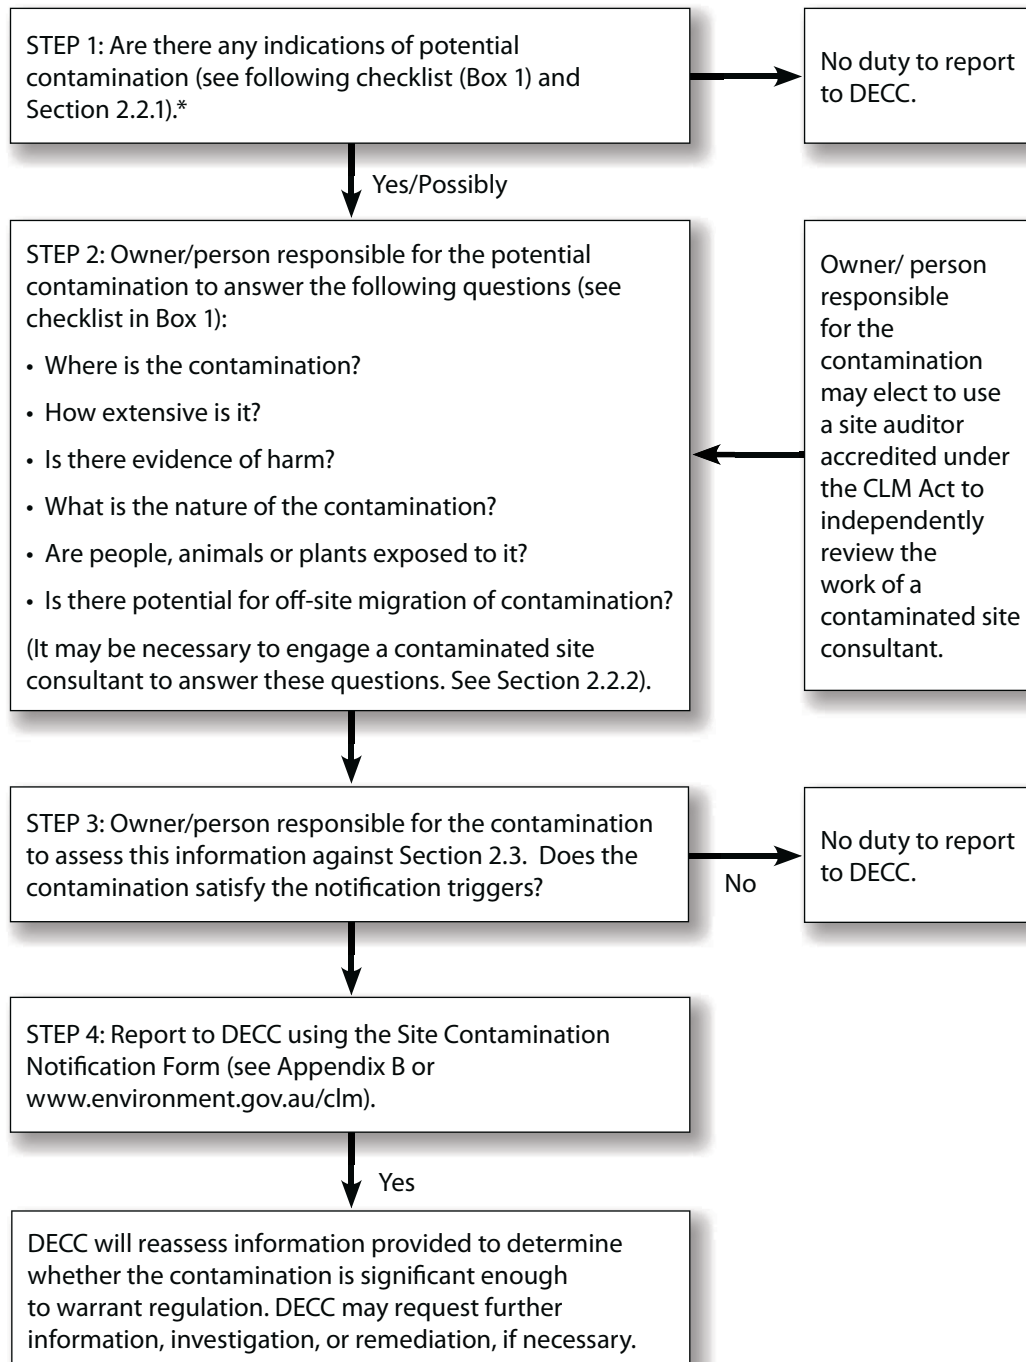 STEP 1: Are there any indications of potential
contamination (see following checklist (Box 1) and
Section 2.2.1).*
No duty to report
to DECC.
Yes/Possibly
STEP 2: Owner/person responsible for the potential
contamination to answer the following questions (see
checklist in Box 1):
• Where is the contamination?
• How extensive is it?
• Is there evidence of harm?
• What is the nature of the contamination?
• Are people, animals or plants exposed to it?
• Is there potential for off-site migration of contamination?
(It may be necessary to engage a contaminated site
consultant to answer these questions. See Section 2.2.2).
Owner/ person
responsible
for the
contamination
may elect to use
a site auditor
accredited under
the CLM Act to
independently
review the
work of a
contaminated site
consultant.
STEP 3: Owner/person responsible for the contamination
to assess this information against Section 2.3. Does the
contamination satisfy the notification triggers?
No
No duty to report
to DECC.
STEP 4: Report to DECC using the Site Contamination
Notification Form (see Appendix B or
www.environment.gov.au/clm).
Yes
DECC will reassess information provided to determine
whether the contamination is significant enough
to warrant regulation. DECC may request further
information, investigation, or remediation, if necessary.